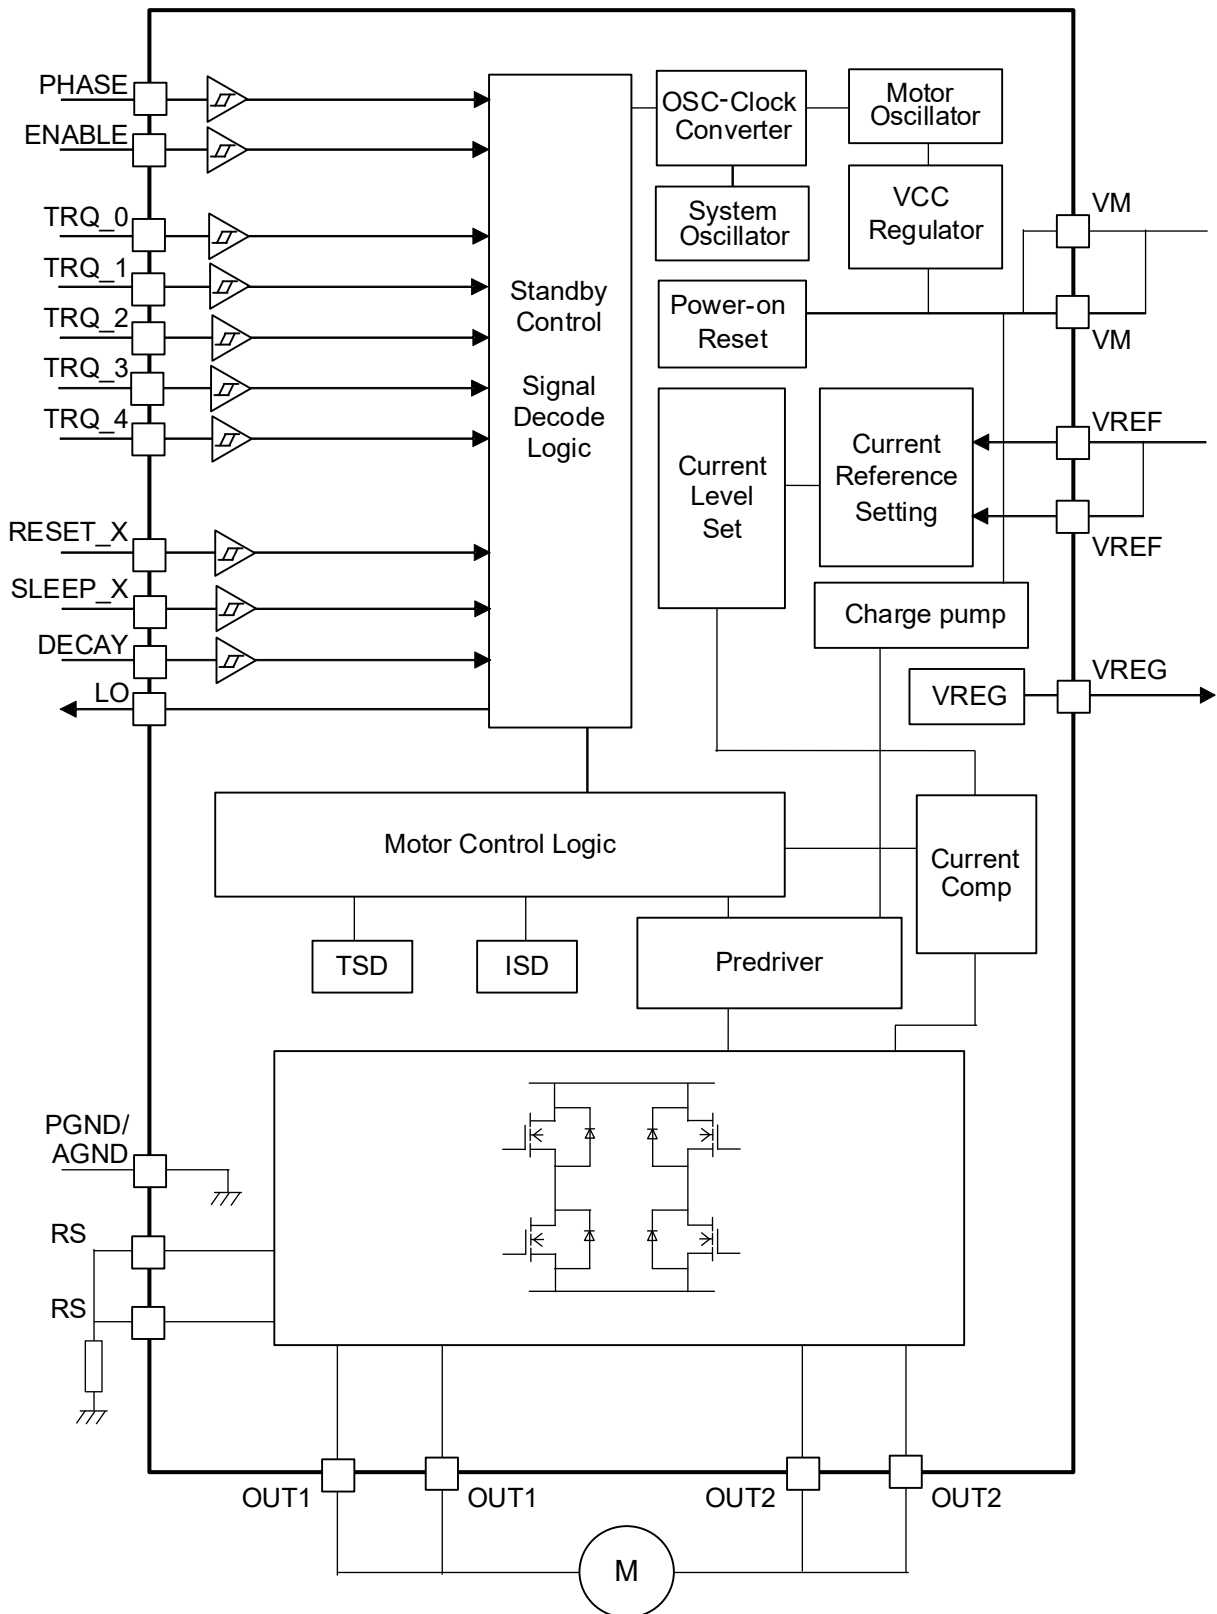 PHASE
ENABLE
TRQ_0
TRQ_1
TRQ_2
TRQ_3
TRQ_4
RESET_X
SLEEP_X
DECAY
LO
Standby
Control
Signal
Decode
Logic
OSC-Clock
Converter
Motor
Oscillator
System
Oscillator
VCC
Regulator
Power-on
Reset
VM
VM
Current
Level
Set
Current
Reference
Setting
VREF
VREF
Charge pump
VREG
VREG
Motor Control Logic
Current
Comp
TSD
ISD
Predriver
PGND/
AGND
RS
RS
OUT1
OUT1
OUT2
OUT2
M